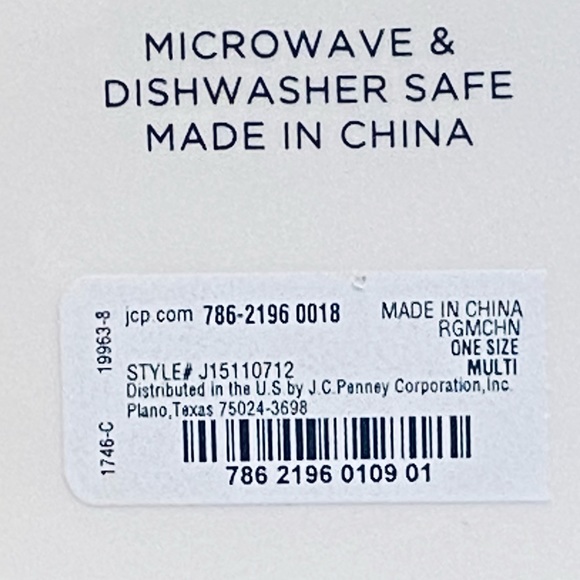 MICROWAVE &
DISHWASHER SAFE
MADE IN CHINA
jcp.com 786-2196 0018
MADE IN CHINA
RGMCHN
ONE SIZE
MULTI
STYLE# J15110712
Distributed in the U.S by J.C.Penney Corporation,Inc.
Plano,Texas 75024-3698
786 2196 0109 01
19963-8
1746-C